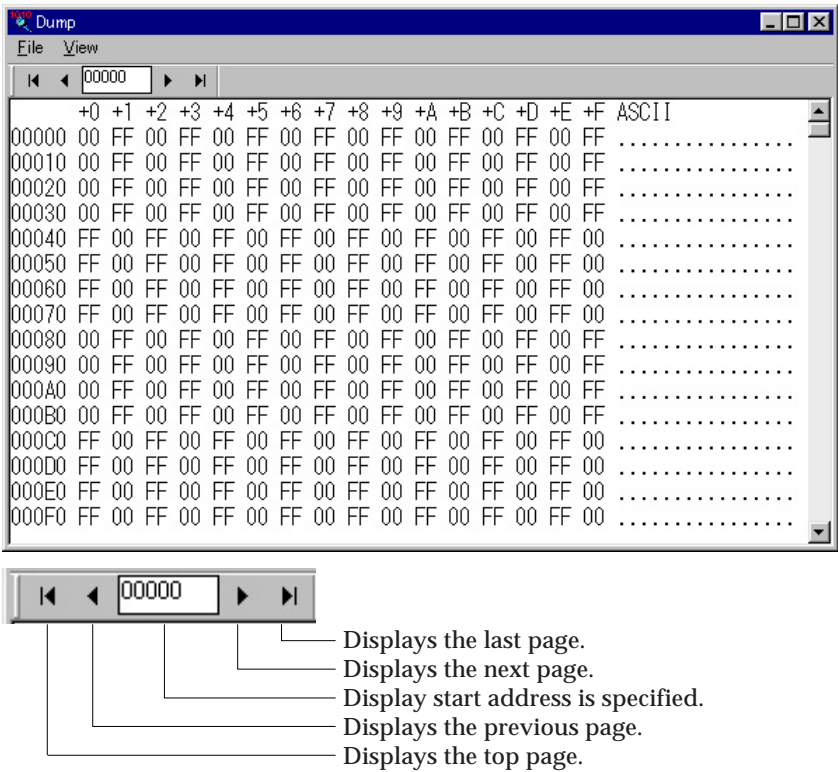 Dump
File View
00000
+0 +1 +2 +3 +4 +5 +6 +7 +8 +9 +A +B +C +D +E +F ASCII
00000 00 FF 00 FF 00 FF 00 FF 00 FF 00 FF 00 FF 00 FF ................
00010 00 FF 00 FF 00 FF 00 FF 00 FF 00 FF 00 FF 00 FF ................
00020 00 FF 00 FF 00 FF 00 FF 00 FF 00 FF 00 FF 00 FF ................
00030 00 FF 00 FF 00 FF 00 FF 00 FF 00 FF 00 FF 00 FF ................
00040 FF 00 FF 00 FF 00 FF 00 FF 00 FF 00 FF 00 FF 00 ................
00050 FF 00 FF 00 FF 00 FF 00 FF 00 FF 00 FF 00 FF 00 ................
00060 FF 00 FF 00 FF 00 FF 00 FF 00 FF 00 FF 00 FF 00 ................
00070 FF 00 FF 00 FF 00 FF 00 FF 00 FF 00 FF 00 FF 00 ................
00080 00 FF 00 FF 00 FF 00 FF 00 FF 00 FF 00 FF 00 FF ................
00090 00 FF 00 FF 00 FF 00 FF 00 FF 00 FF 00 FF 00 FF ................
000A0 00 FF 00 FF 00 FF 00 FF 00 FF 00 FF 00 FF 00 FF ................
000B0 00 FF 00 FF 00 FF 00 FF 00 FF 00 FF 00 FF 00 FF ................
000C0 FF 00 FF 00 FF 00 FF 00 FF 00 FF 00 FF 00 FF 00 ................
000D0 FF 00 FF 00 FF 00 FF 00 FF 00 FF 00 FF 00 FF 00 ................
000E0 FF 00 FF 00 FF 00 FF 00 FF 00 FF 00 FF 00 FF 00 ................
000F0 FF 00 FF 00 FF 00 FF 00 FF 00 FF 00 FF 00 FF 00 ................
00000
Displays the last page.
Displays the next page.
Display start address is specified.
Displays the previous page.
Displays the top page.